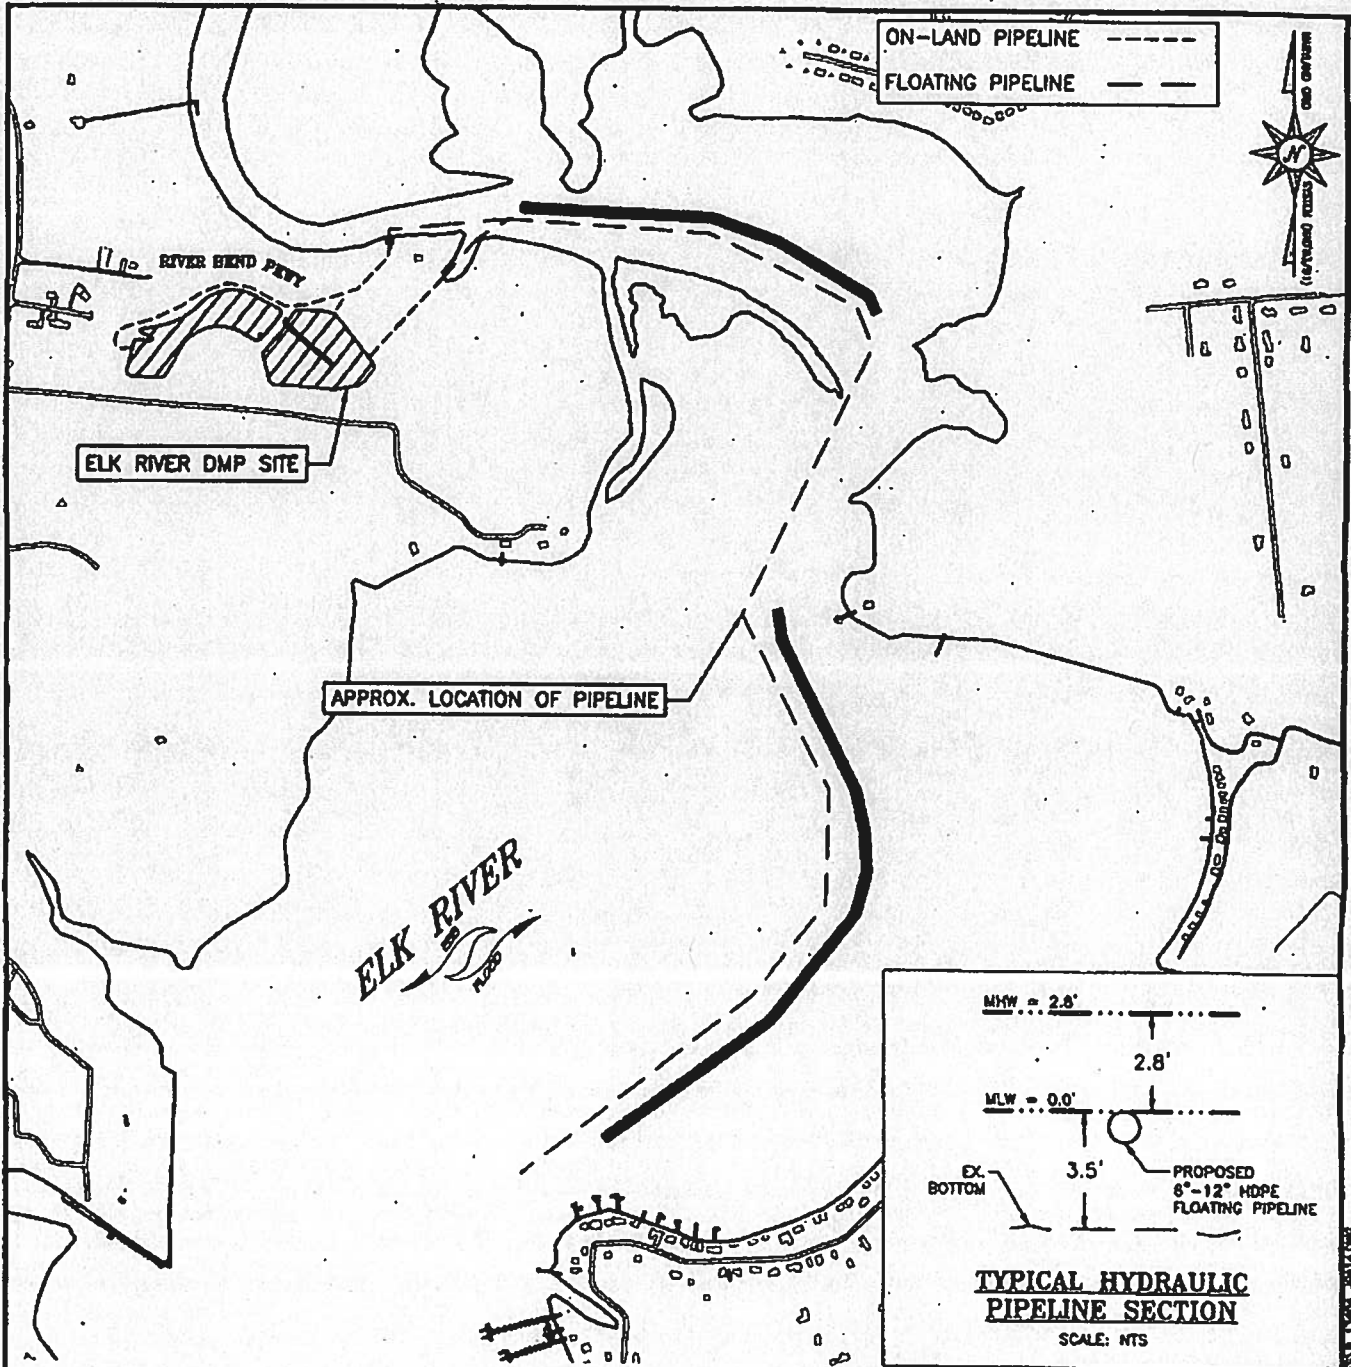 ON-LAND PIPELINE
FLOATING PIPELINE
N
RIVER BEND PKWY
ELK RIVER DMP SITE
APPROX. LOCATION OF PIPELINE
ELK RIVER
EBB
FLOOD
MHW = 2.8'
2.8'
MLW = 0.0'
3.5'
EX.
BOTTOM
PROPOSED
6"-12" HDPE
FLOATING PIPELINE
TYPICAL HYDRAULIC
PIPELINE SECTION
SCALE: NTS